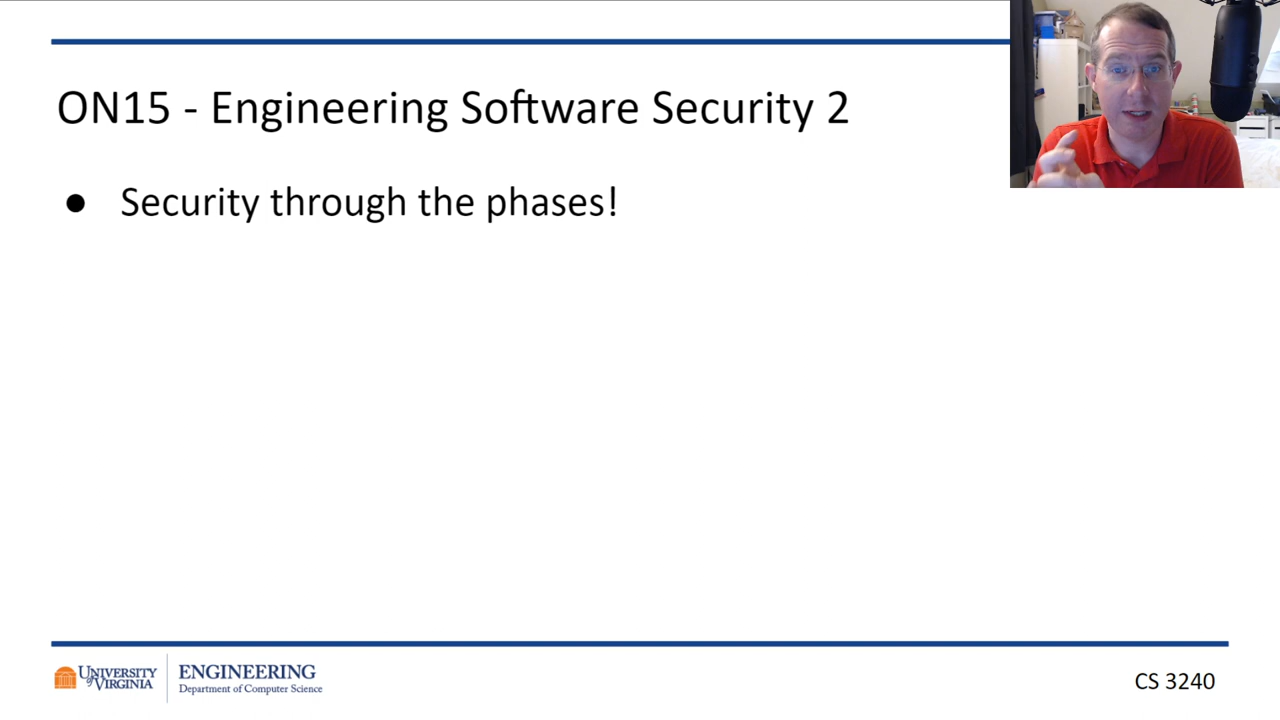 ON15 - Engineering Software Security 2
● Security through the phases!
UNIVERSITY of VIRGINIA
ENGINEERING
Department of Computer Science
CS 3240